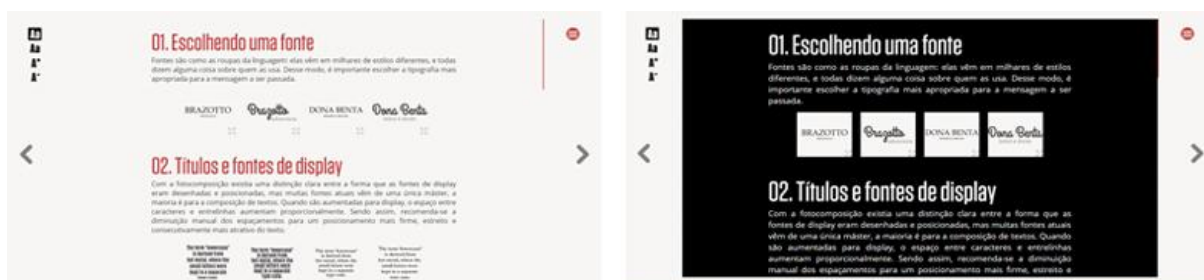 01. Escolhendo uma fonte
Fontes são como as roupas da linguagem: elas vêm em milhares de estilos diferentes, e todas
dizem alguma coisa sobre quem as usa. Desse modo, é importante escolher a tipografia mais
apropriada para a mensagem a ser passada.
BRAZOTTO
Brazotto
DONA BENTA
Dona Benta
02. Títulos e fontes de display
Com a fotocomposição existia uma distinção clara entre a forma que as fontes de display
eram desenhadas e posicionadas, mas muitas fontes atuais vêm de uma única máster, a
maioria é para a composição de textos. Quando são aumentadas para display, o espaço entre
caracteres e entrelinhas aumentam proporcionalmente. Sendo assim, recomenda-se a
diminuição manual dos espaçamentos para um posicionamento mais firme, estreito e
consecutivamente mais atrativo do texto.
01. Escolhendo uma fonte
Fontes são como as roupas da linguagem: elas vêm em milhares de estilos
diferentes, e todas dizem alguma coisa sobre quem as usa. Desse modo, é
importante escolher a tipografia mais apropriada para a mensagem a ser
passada.
BRAZOTTO
Brazotto
DONA BENTA
Dona Benta
02. Títulos e fontes de display
Com a fotocomposição existia uma distinção clara entre a forma que as
fontes de display eram desenhadas e posicionadas, mas muitas fontes atuais
vêm de uma única máster, a maioria é para a composição de textos. Quando
são aumentadas para display, o espaço entre caracteres e entrelinhas
aumentam proporcionalmente. Sendo assim, recomenda-se a diminuição
manual dos espaçamentos para um posicionamento mais firme, estreito e